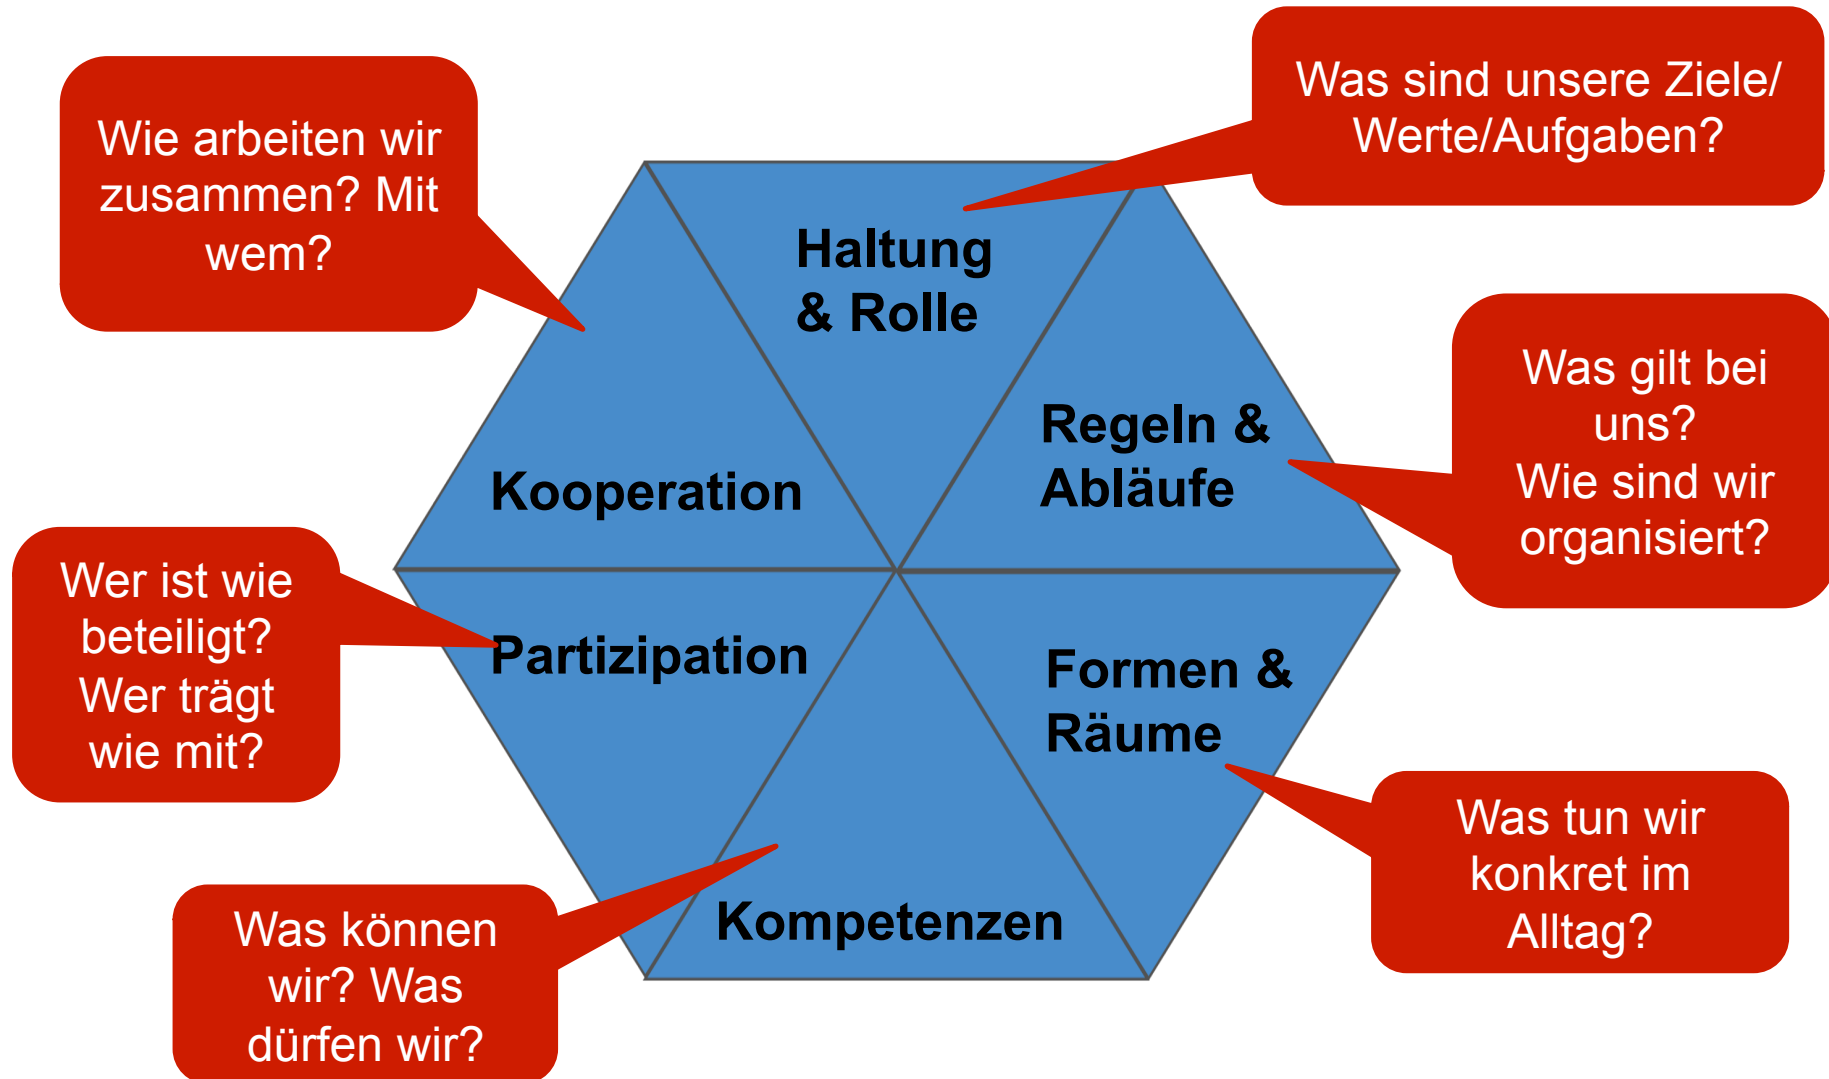 Was sind unsere Ziele/
Werte/Aufgaben?
Wie arbeiten wir
zusammen? Mit
wem?
Haltung
& Rolle
Was gilt bei
uns?
Wie sind wir
organisiert?
Regeln &
Abläufe
Kooperation
Wer ist wie
beteiligt?
Wer trägt
wie mit?
Partizipation
Formen &
Räume
Was tun wir
konkret im
Alltag?
Kompetenzen
Was können
wir? Was
dürfen wir?